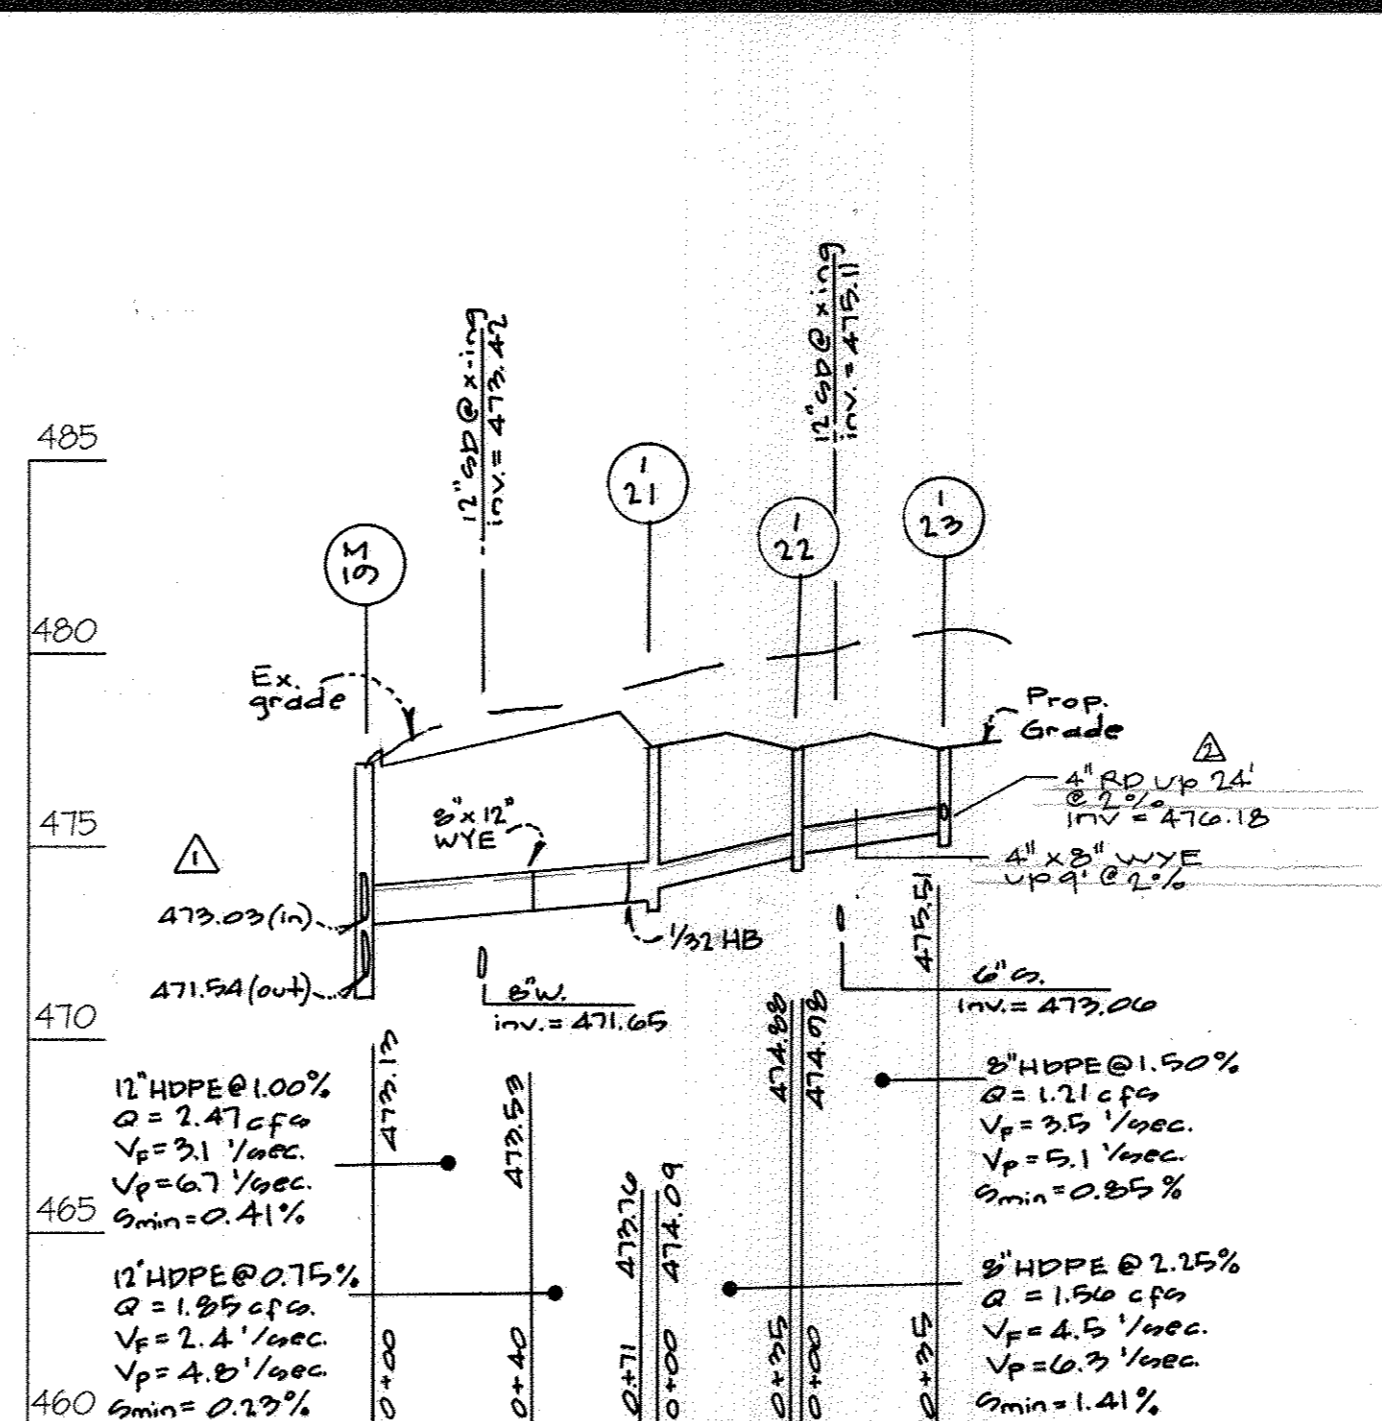 12" SD @ x-ing
inv. = 473.42
12" SD @ xing
inv. = 475.11
485
480
475
470
465
460
M
19
I
21
I
22
I
23
Ex.
grade
Prop.
Grade
2
4" RD up 24'
@ 2%
inv = 476.18
4" x 8" WYE
up 9' @ 2%
8" x 12"
WYE
1
473.03 (in)
471.54 (out)
1/32 HB
8" W.
inv. = 471.65
6" S.
inv. = 473.06
473.13
473.53
473.76
474.09
474.88
474.98
475.51
12" HDPE @ 1.00%
Q = 2.47 cfs
VF = 3.1 '/sec.
Vp = 6.7 '/sec.
Smin = 0.41%
12" HDPE @ 0.75%
Q = 1.85 cfs.
VF = 2.4 '/sec.
Vp = 4.8 '/sec.
Smin = 0.23%
8" HDPE @ 1.50%
Q = 1.21 cfs
VF = 3.5 '/sec.
Vp = 5.1 '/sec.
Smin = 0.85%
8" HDPE @ 2.25%
Q = 1.56 cfs
VF = 4.5 '/sec.
Vp = 6.3 '/sec.
Smin = 1.41%
0+00
0+40
0+71
0+00
0+35
0+00
0+35